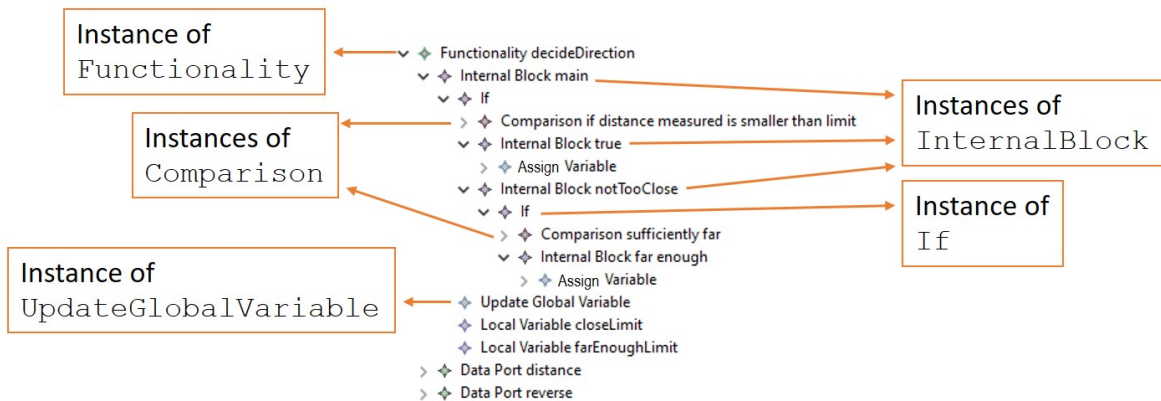 Instance of
Functionality
Functionality decideDirection
Internal Block main
If
Instances of
Comparison
Comparison if distance measured is smaller than limit
Instances of
InternalBlock
Internal Block true
Assign Variable
Internal Block notTooClose
If
Instance of
If
Comparison sufficiently far
Internal Block far enough
Assign Variable
Instance of
UpdateGlobalVariable
Update Global Variable
Local Variable closeLimit
Local Variable farEnoughLimit
Data Port distance
Data Port reverse